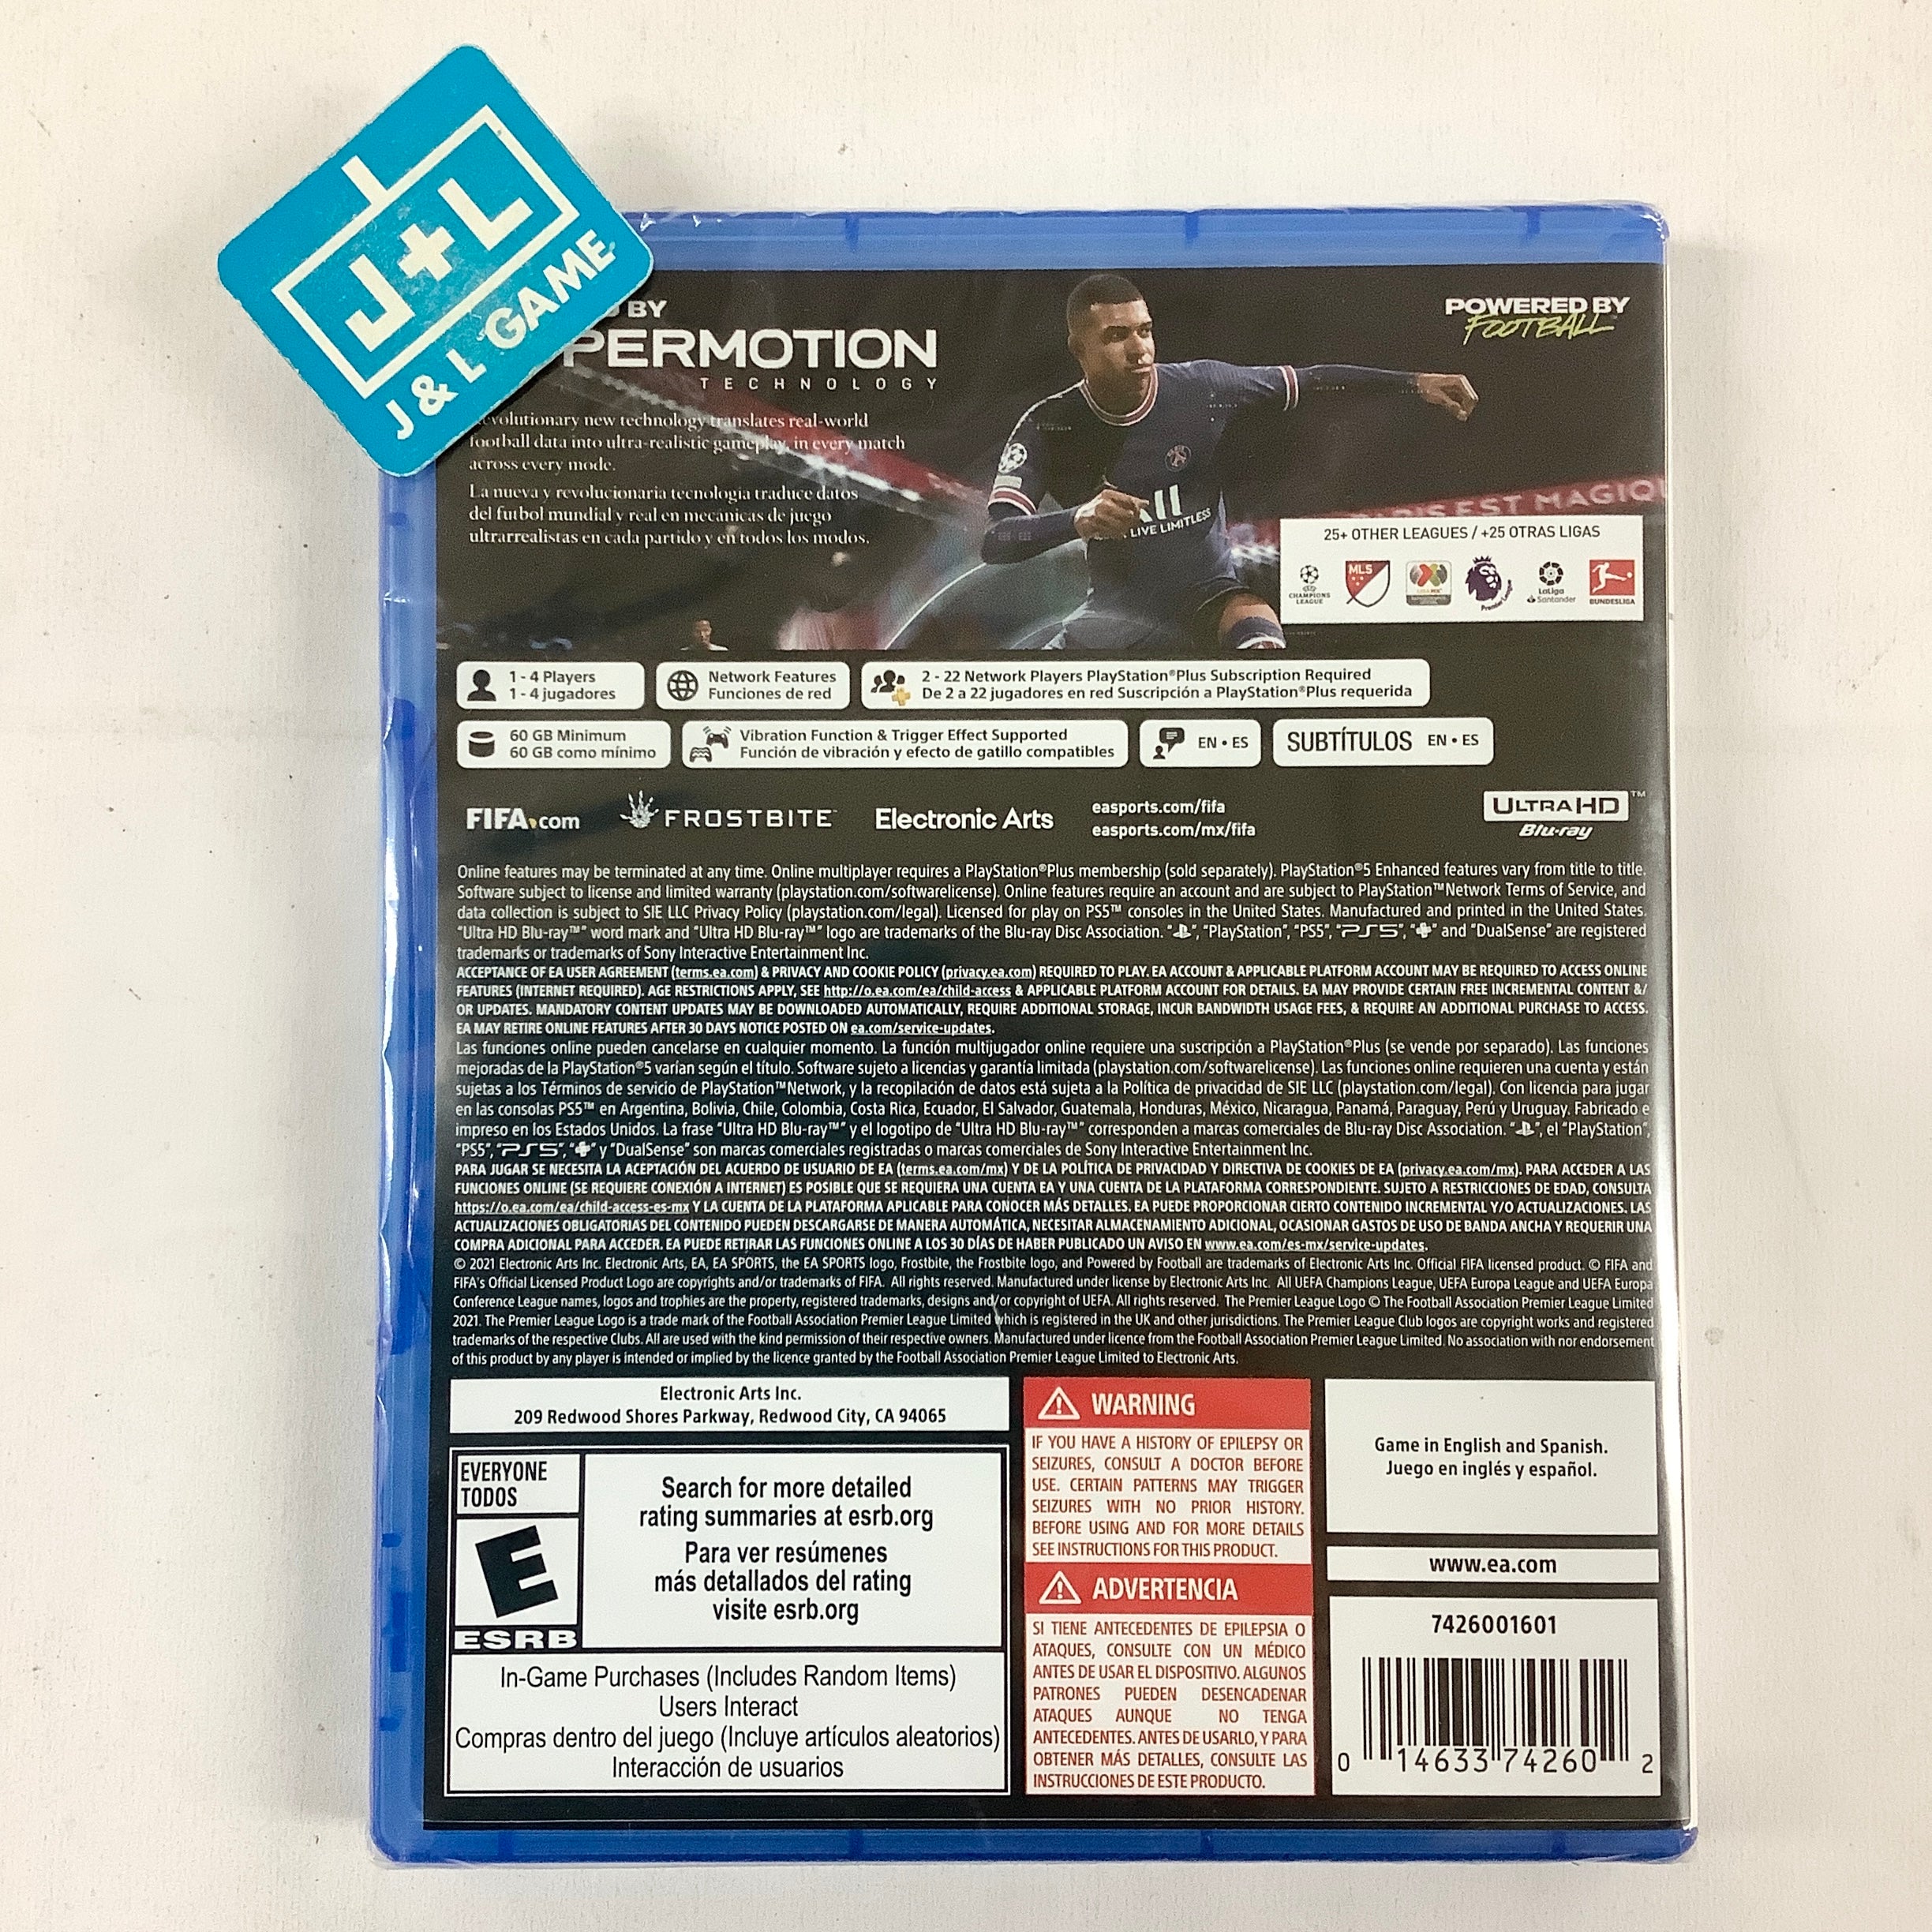 J+L
J & L GAME
BY
PERMOTION
TECHNOLOGY
evolutionary new technology translates real-world
football data into ultra-realistic gameplay, in every match
across every mode.
La nueva y revolucionaria tecnología traduce datos
del futbol mundial y real en mecánicas de juego
ultrarrealistas en cada partido y en todos los modos.
POWERED BY
FOOTBALL
LIVE LIMITLESS
EST MAGIQU
25+ OTHER LEAGUES / +25 OTRAS LIGAS
CHAMPIONS LEAGUE
MLS
Premier League
LaLiga Santander
BUNDESLIGA
1 - 4 Players
1 - 4 jugadores
Network Features
Funciones de red
2 - 22 Network Players PlayStation®Plus Subscription Required
De 2 a 22 jugadores en red Suscripción a PlayStation®Plus requerida
60 GB Minimum
60 GB como mínimo
Vibration Function & Trigger Effect Supported
Función de vibración y efecto de gatillo compatibles
EN • ES
SUBTÍTULOS EN • ES
FIFA.com
FROSTBITE™
Electronic Arts
easports.com/fifa
easports.com/mx/fifa
ULTRA HD™
Blu-ray
Online features may be terminated at any time. Online multiplayer requires a PlayStation®Plus membership (sold separately). PlayStation®5 Enhanced features vary from title to title.
Software subject to license and limited warranty (playstation.com/softwarelicense). Online features require an account and are subject to PlayStation™Network Terms of Service, and
data collection is subject to SIE LLC Privacy Policy (playstation.com/legal). Licensed for play on PS5™ consoles in the United States. Manufactured and printed in the United States.
"Ultra HD Blu-ray™" word mark and "Ultra HD Blu-ray™" logo are trademarks of the Blu-ray Disc Association. "", "PlayStation", "PS5", "PS5", "" and "DualSense" are registered
trademarks or trademarks of Sony Interactive Entertainment Inc.
ACCEPTANCE OF EA USER AGREEMENT (terms.ea.com) & PRIVACY AND COOKIE POLICY (privacy.ea.com) REQUIRED TO PLAY. EA ACCOUNT & APPLICABLE PLATFORM ACCOUNT MAY BE REQUIRED TO ACCESS ONLINE
FEATURES (INTERNET REQUIRED). AGE RESTRICTIONS APPLY, SEE http://o.ea.com/ea/child-access & APPLICABLE PLATFORM ACCOUNT FOR DETAILS. EA MAY PROVIDE CERTAIN FREE INCREMENTAL CONTENT &/
OR UPDATES. MANDATORY CONTENT UPDATES MAY BE DOWNLOADED AUTOMATICALLY, REQUIRE ADDITIONAL STORAGE, INCUR BANDWIDTH USAGE FEES, & REQUIRE AN ADDITIONAL PURCHASE TO ACCESS.
EA MAY RETIRE ONLINE FEATURES AFTER 30 DAYS NOTICE POSTED ON ea.com/service-updates.
Las funciones online pueden cancelarse en cualquier momento. La función multijugador online requiere una suscripción a PlayStation®Plus (se vende por separado). Las funciones
mejoradas de la PlayStation®5 varían según el título. Software sujeto a licencias y garantía limitada (playstation.com/softwarelicense). Las funciones online requieren una cuenta y están
sujetas a los Términos de servicio de PlayStation™Network, y la recopilación de datos está sujeta a la Política de privacidad de SIE LLC (playstation.com/legal). Con licencia para jugar
en las consolas PS5™ en Argentina, Bolivia, Chile, Colombia, Costa Rica, Ecuador, El Salvador, Guatemala, Honduras, México, Nicaragua, Panamá, Paraguay, Perú y Uruguay. Fabricado e
impreso en los Estados Unidos. La frase "Ultra HD Blu-ray™" y el logotipo de "Ultra HD Blu-ray™" corresponden a marcas comerciales de Blu-ray Disc Association. "", el "PlayStation",
"PS5", "PS5", "" y "DualSense" son marcas comerciales registradas o marcas comerciales de Sony Interactive Entertainment Inc.
PARA JUGAR SE NECESITA LA ACEPTACIÓN DEL ACUERDO DE USUARIO DE EA (terms.ea.com/mx) Y DE LA POLÍTICA DE PRIVACIDAD Y DIRECTIVA DE COOKIES DE EA (privacy.ea.com/mx). PARA ACCEDER A LAS
FUNCIONES ONLINE (SE REQUIERE CONEXIÓN A INTERNET) ES POSIBLE QUE SE REQUIERA UNA CUENTA EA Y UNA CUENTA DE LA PLATAFORMA CORRESPONDIENTE. SUJETO A RESTRICCIONES DE EDAD, CONSULTA
https://o.ea.com/ea/child-access-es-mx Y LA CUENTA DE LA PLATAFORMA APLICABLE PARA CONOCER MÁS DETALLES. EA PUEDE PROPORCIONAR CIERTO CONTENIDO INCREMENTAL Y/O ACTUALIZACIONES. LAS
ACTUALIZACIONES OBLIGATORIAS DEL CONTENIDO PUEDEN DESCARGARSE DE MANERA AUTOMÁTICA, NECESITAR ALMACENAMIENTO ADICIONAL, OCASIONAR GASTOS DE USO DE BANDA ANCHA Y REQUERIR UNA
COMPRA ADICIONAL PARA ACCEDER. EA PUEDE RETIRAR LAS FUNCIONES ONLINE A LOS 30 DÍAS DE HABER PUBLICADO UN AVISO EN www.ea.com/es-mx/service-updates.
© 2021 Electronic Arts Inc. Electronic Arts, EA, EA SPORTS, the EA SPORTS logo, Frostbite, the Frostbite logo, and Powered by Football are trademarks of Electronic Arts Inc. Official FIFA licensed product. © FIFA and
FIFA's Official Licensed Product Logo are copyrights and/or trademarks of FIFA. All rights reserved. Manufactured under license by Electronic Arts Inc. All UEFA Champions League, UEFA Europa League and UEFA Europa
Conference League names, logos and trophies are the property, registered trademarks, designs and/or copyright of UEFA. All rights reserved. The Premier League Logo © The Football Association Premier League Limited
2021. The Premier League Logo is a trade mark of the Football Association Premier League Limited which is registered in the UK and other jurisdictions. The Premier League Club logos are copyright works and registered
trademarks of the respective Clubs. All are used with the kind permission of their respective owners. Manufactured under licence from the Football Association Premier League Limited. No association with nor endorsement
of this product by any player is intended or implied by the licence granted by the Football Association Premier League Limited to Electronic Arts.
Electronic Arts Inc.
209 Redwood Shores Parkway, Redwood City, CA 94065
EVERYONE
TODOS
E
ESRB
Search for more detailed
rating summaries at esrb.org
Para ver resúmenes
más detallados del rating
visite esrb.org
In-Game Purchases (Includes Random Items)
Users Interact
Compras dentro del juego (Incluye artículos aleatorios)
Interacción de usuarios
WARNING
IF YOU HAVE A HISTORY OF EPILEPSY OR
SEIZURES, CONSULT A DOCTOR BEFORE
USE. CERTAIN PATTERNS MAY TRIGGER
SEIZURES WITH NO PRIOR HISTORY.
BEFORE USING AND FOR MORE DETAILS
SEE INSTRUCTIONS FOR THIS PRODUCT.
ADVERTENCIA
SI TIENE ANTECEDENTES DE EPILEPSIA O
ATAQUES, CONSULTE CON UN MÉDICO
ANTES DE USAR EL DISPOSITIVO. ALGUNOS
PATRONES PUEDEN DESENCADENAR
ATAQUES AUNQUE NO TENGA
ANTECEDENTES. ANTES DE USARLO, Y PARA
OBTENER MÁS DETALLES, CONSULTE LAS
INSTRUCCIONES DE ESTE PRODUCTO.
Game in English and Spanish.
Juego en inglés y español.
www.ea.com
7426001601
0 14633 74260 2